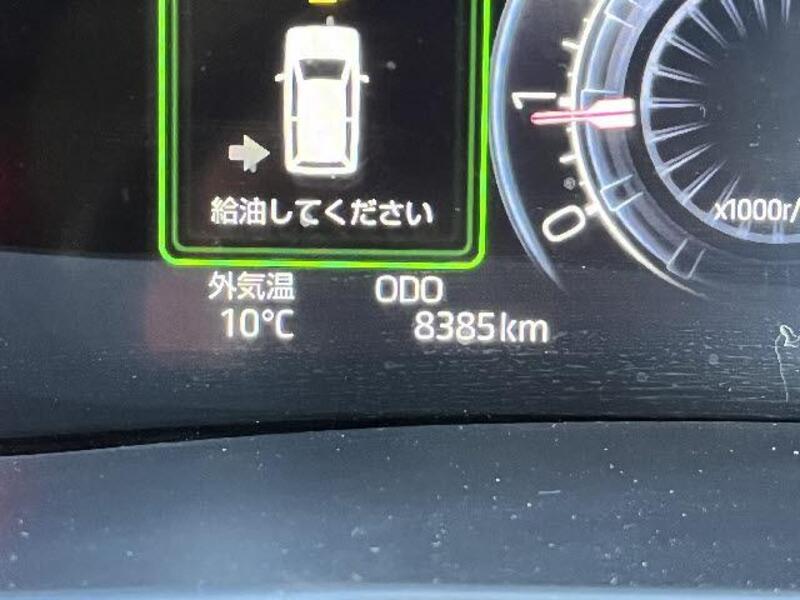 給油してください
外気温 ODO
10°C 8385km
1
0
x1000r/